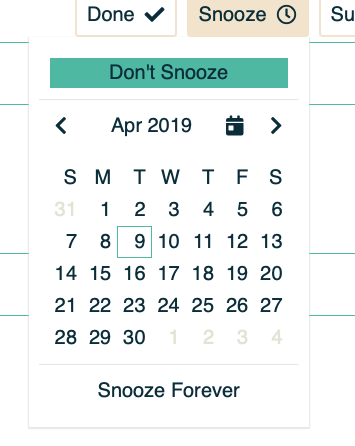 Done Snooze Su
Don't Snooze
Apr 2019
S M T W T F S
31 1 2 3 4 5 6
7 8 9 10 11 12 13
14 15 16 17 18 19 20
21 22 23 24 25 26 27
28 29 30 1 2 3 4
Snooze Forever